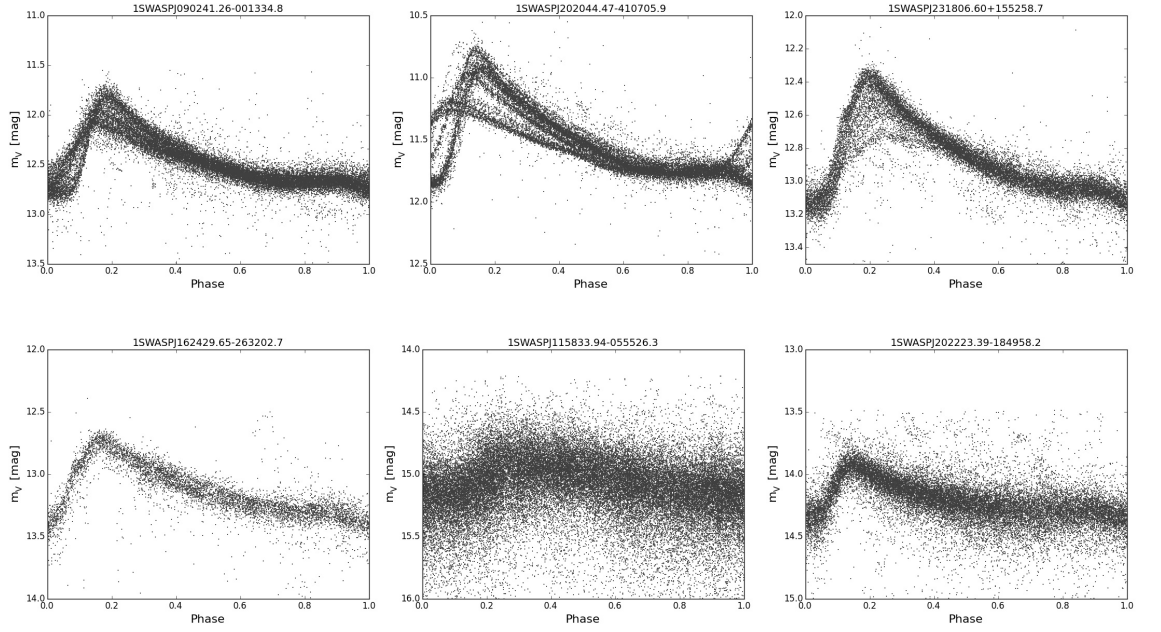 1SWASPJ090241.26-001334.8
11.0
11.5
12.0
12.5
13.0
13.5
m_V [mag]
0.0 0.2 0.4 0.6 0.8 1.0
Phase
1SWASPJ202044.47-410705.9
10.5
11.0
11.5
12.0
12.5
m_V [mag]
0.0 0.2 0.4 0.6 0.8 1.0
Phase
1SWASPJ231806.60+155258.7
12.0
12.2
12.4
12.6
12.8
13.0
13.2
13.4
m_V [mag]
0.0 0.2 0.4 0.6 0.8 1.0
Phase
1SWASPJ162429.65-263202.7
12.0
12.5
13.0
13.5
14.0
m_V [mag]
0.0 0.2 0.4 0.6 0.8 1.0
Phase
1SWASPJ115833.94-055526.3
14.0
14.5
15.0
15.5
16.0
m_V [mag]
0.0 0.2 0.4 0.6 0.8 1.0
Phase
1SWASPJ202223.39-184958.2
13.0
13.5
14.0
14.5
15.0
m_V [mag]
0.0 0.2 0.4 0.6 0.8 1.0
Phase